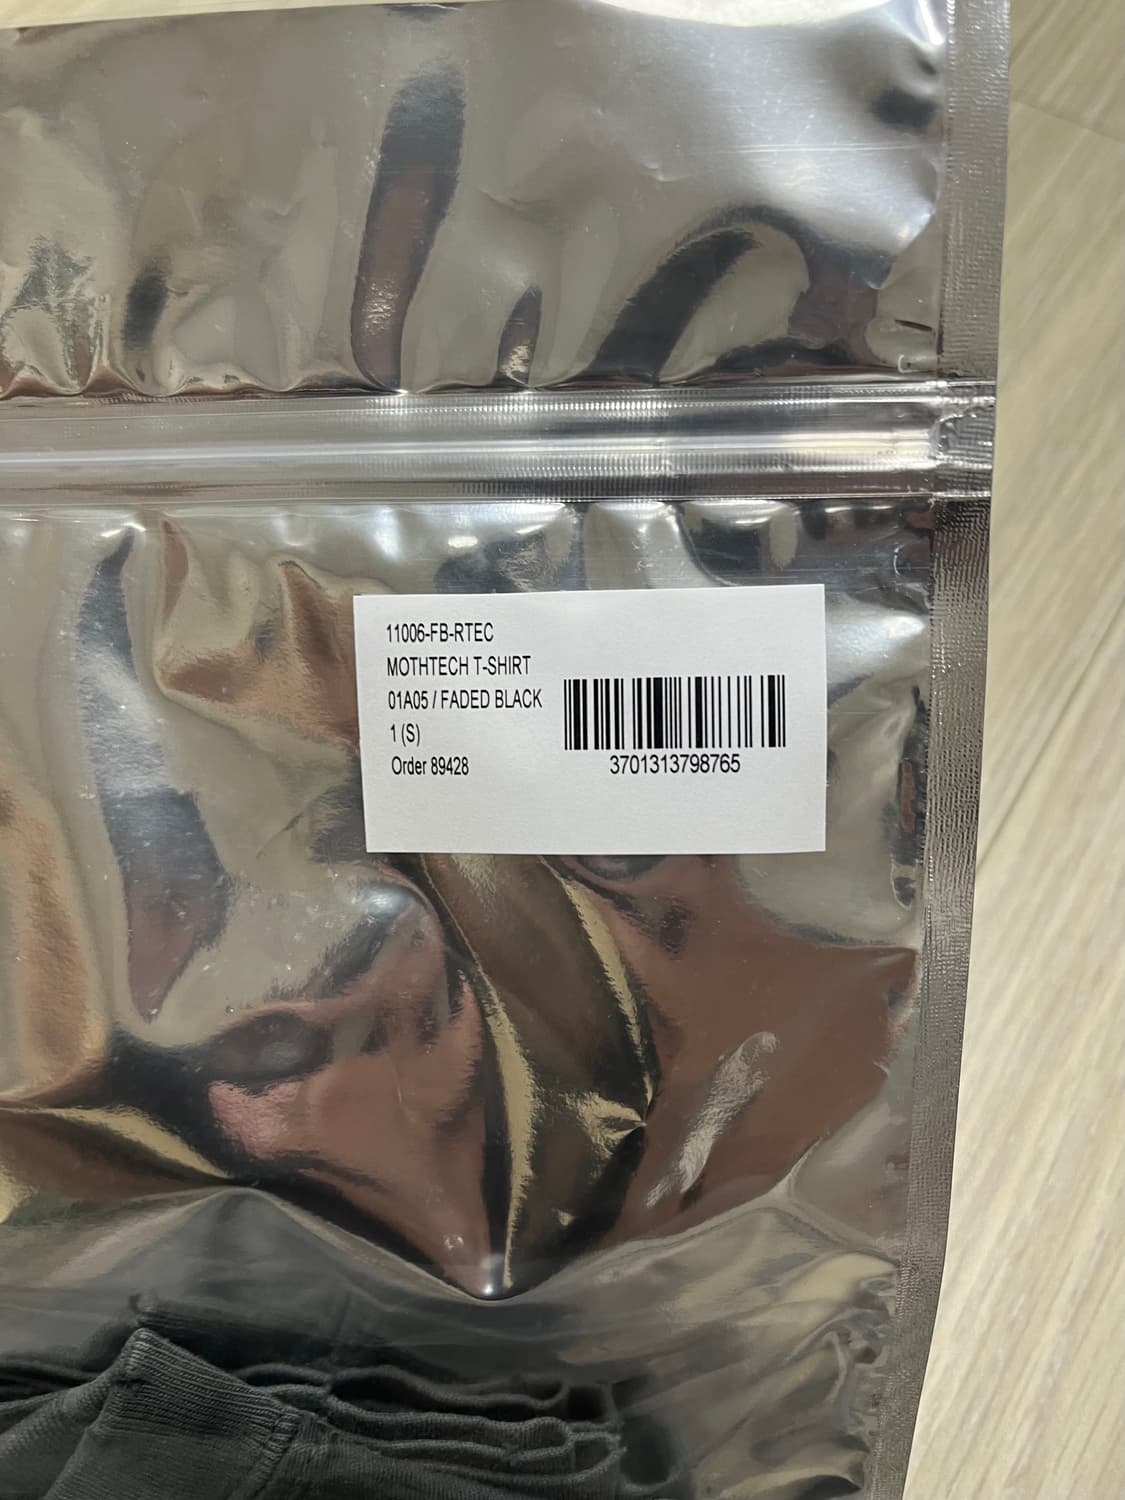 11006-FB-RTEC
MOTHTECH T-SHIRT
01A05 / FADED BLACK
1 (S)
Order 89428
3701313798765